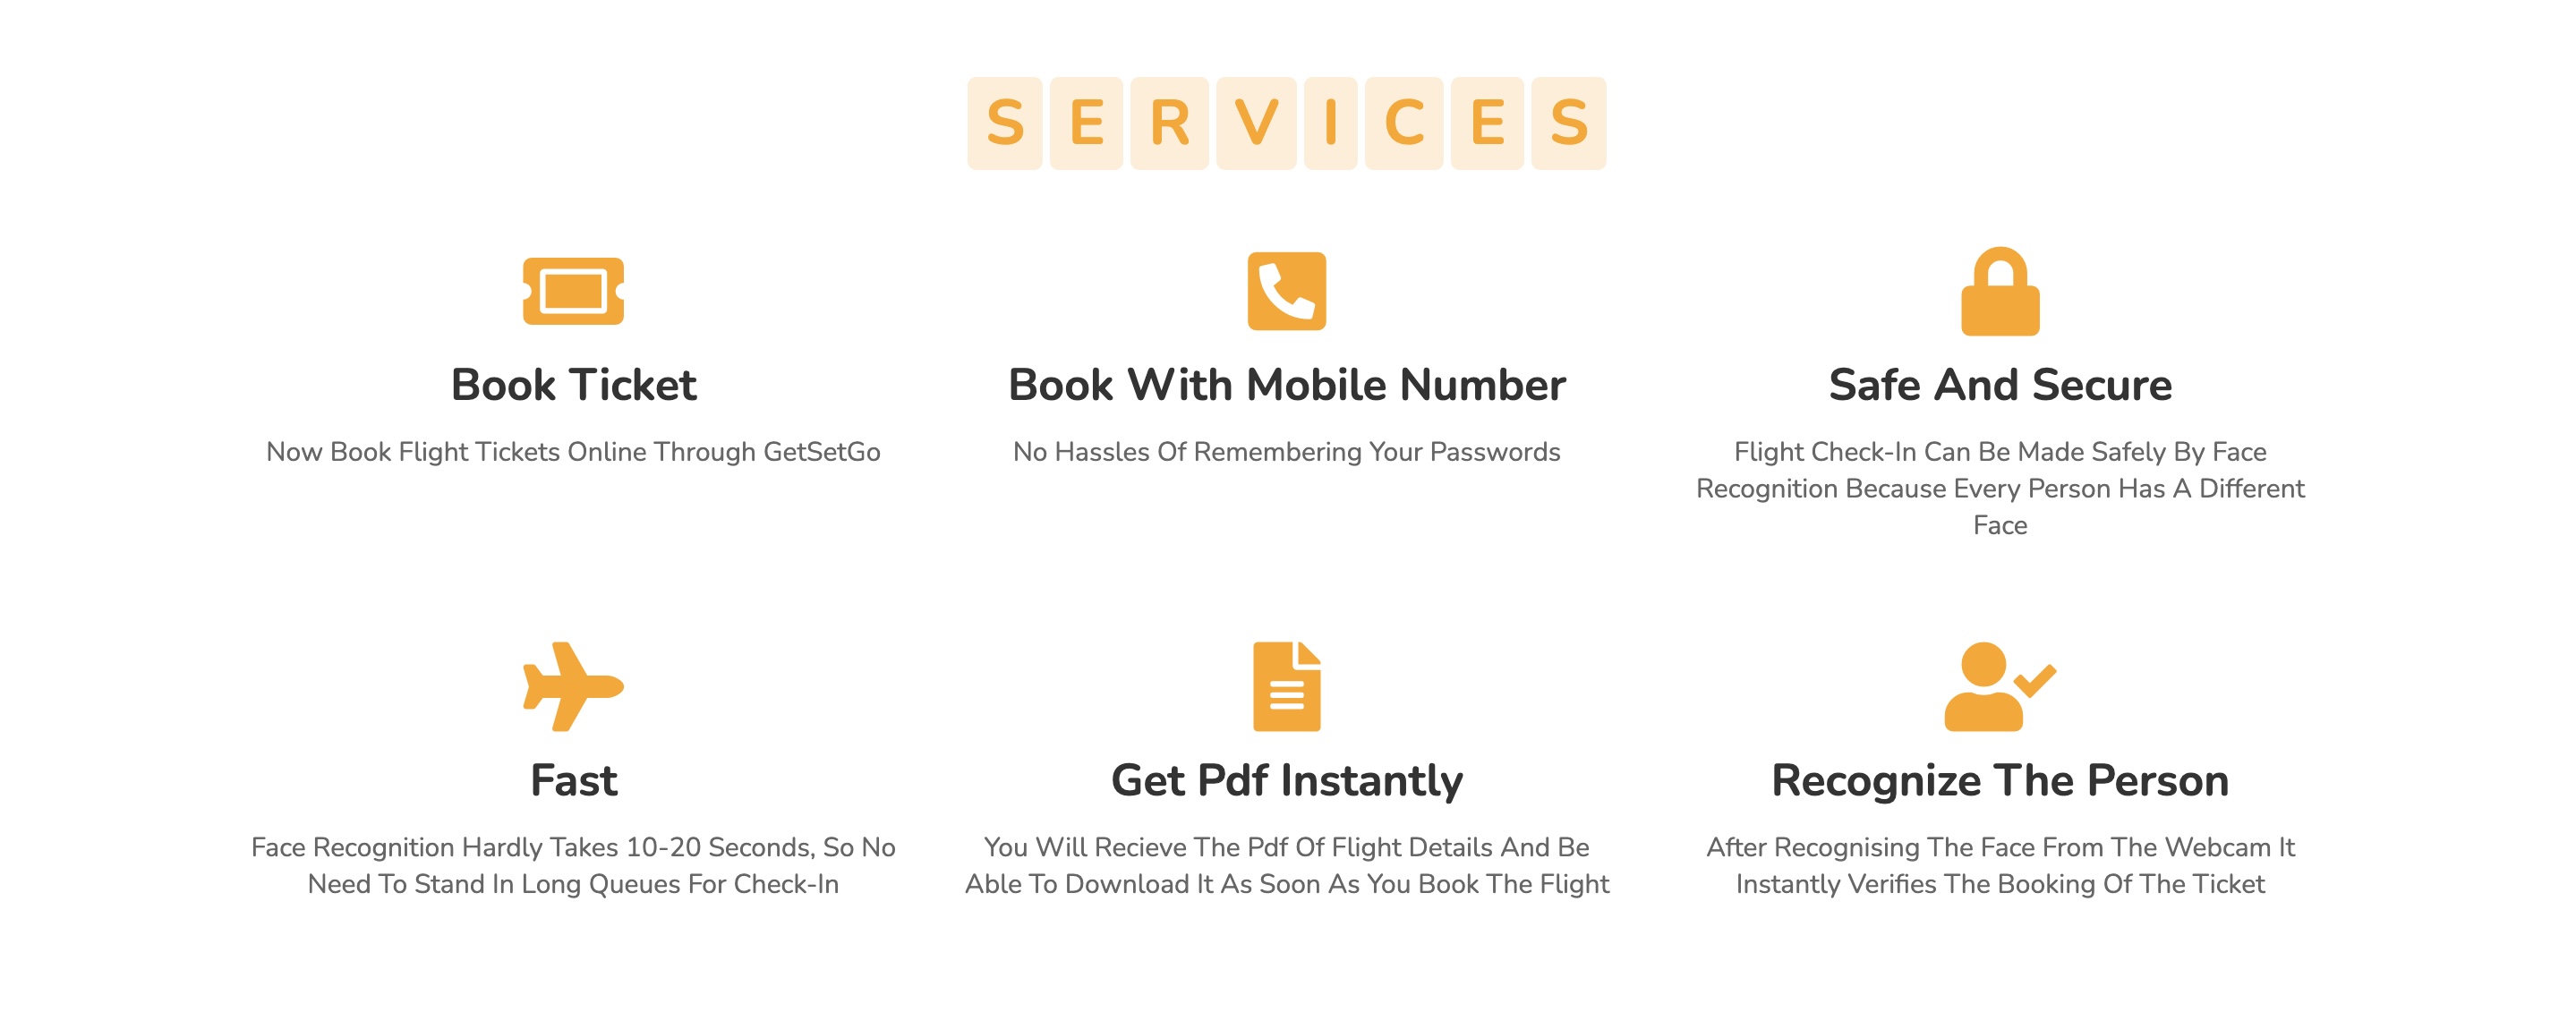 SERVICES
Book Ticket
Now Book Flight Tickets Online Through GetSetGo
Book With Mobile Number
No Hassles Of Remembering Your Passwords
Safe And Secure
Flight Check-In Can Be Made Safely By Face
Recognition Because Every Person Has A Different
Face
Fast
Face Recognition Hardly Takes 10-20 Seconds, So No
Need To Stand In Long Queues For Check-In
Get Pdf Instantly
You Will Recieve The Pdf Of Flight Details And Be
Able To Download It As Soon As You Book The Flight
Recognize The Person
After Recognising The Face From The Webcam It
Instantly Verifies The Booking Of The Ticket